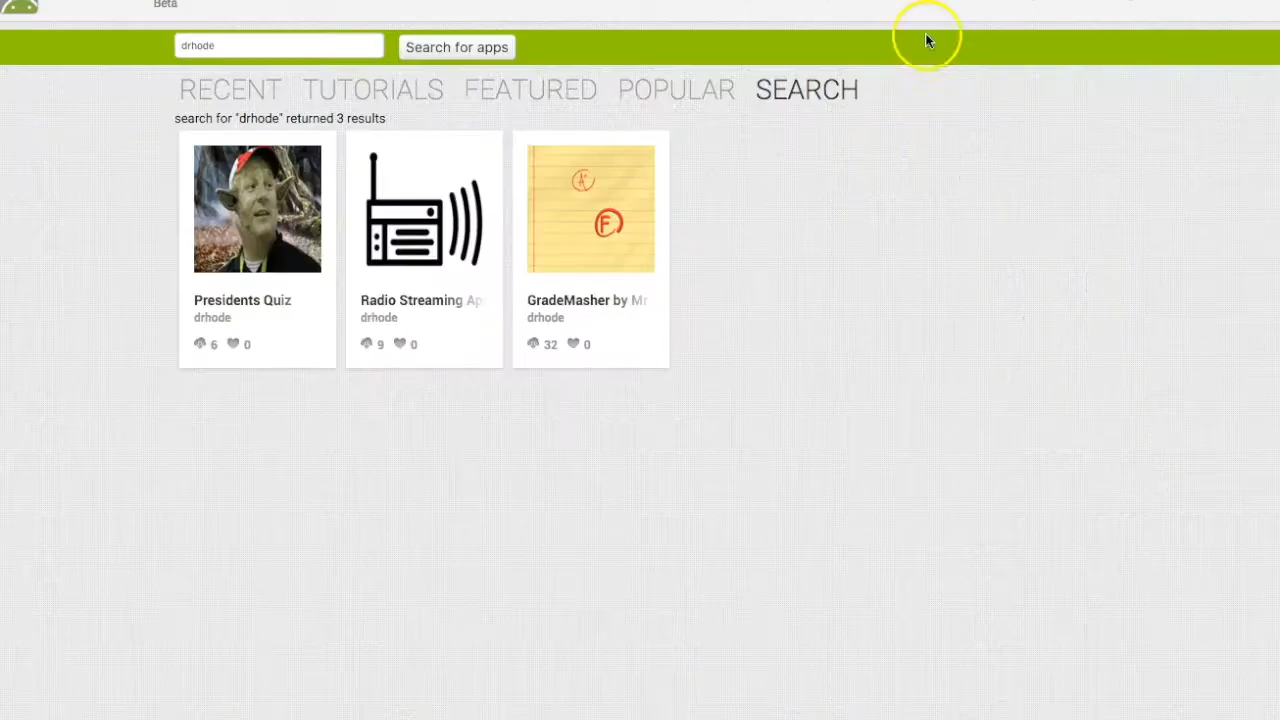 Beta
drhode
Search for apps
RECENT TUTORIALS FEATURED POPULAR SEARCH
search for "drhode" returned 3 results
A
F
Presidents Quiz
drhode
6 0
Radio Streaming Ap
drhode
9 0
GradeMasher by Mr
drhode
32 0